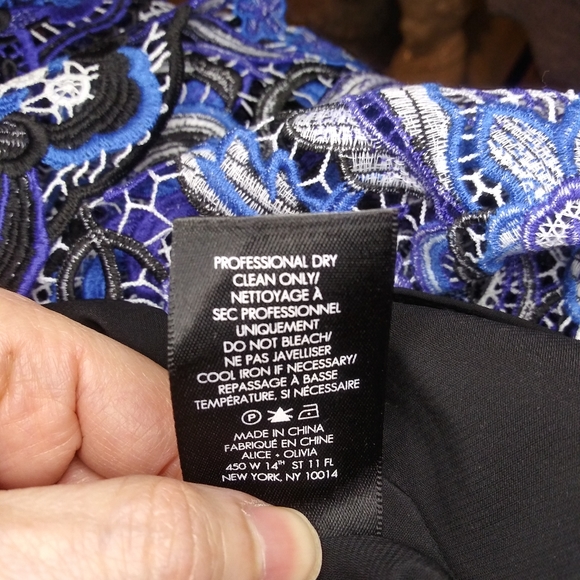 PROFESSIONAL DRY
CLEAN ONLY/
NETTOYAGE À
SEC PROFESSIONNEL
UNIQUEMENT
DO NOT BLEACH/
NE PAS JAVELLISER
COOL IRON IF NECESSARY/
REPASSAGE À BASSE
TEMPÉRATURE, SI NÉCESSAIRE
P
MADE IN CHINA
FABRIQUÉ EN CHINE
ALICE + OLIVIA
450 W 14TH ST 11 FL
NEW YORK, NY 10014